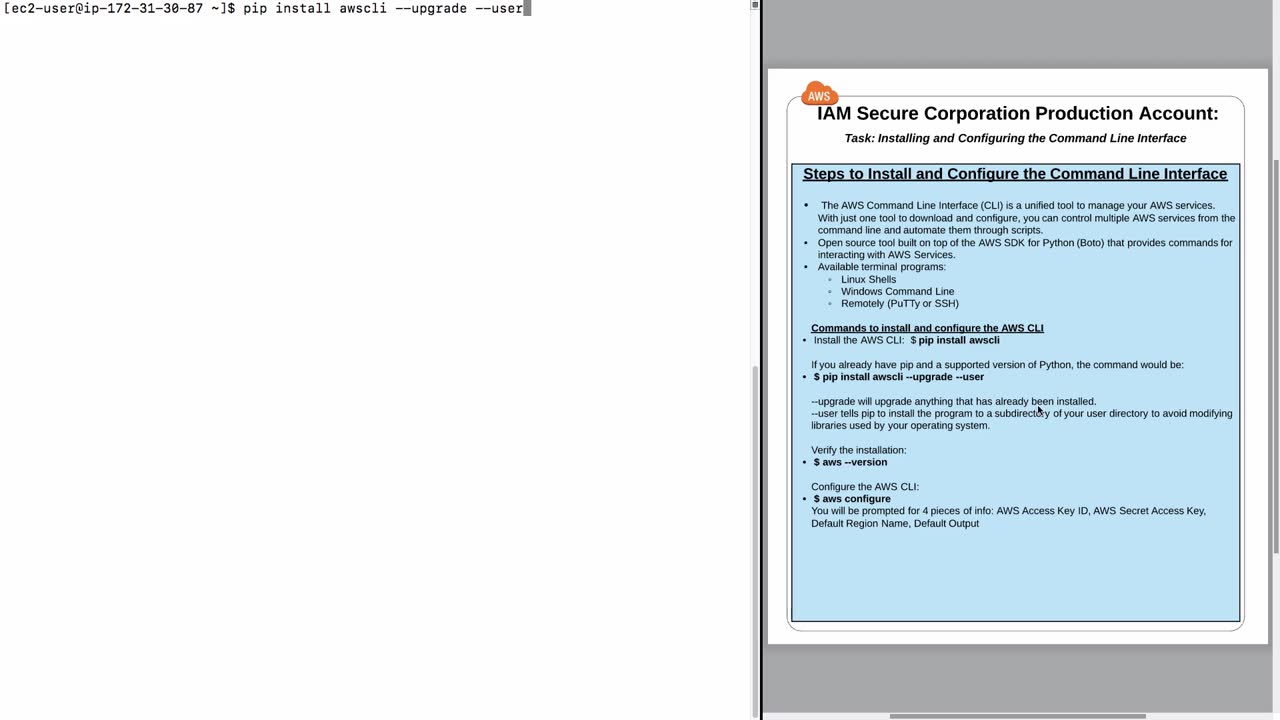 [ec2-user@ip-172-31-30-87 ~]$ pip install awscli --upgrade --user
AWS
IAM Secure Corporation Production Account:
Task: Installing and Configuring the Command Line Interface
Steps to Install and Configure the Command Line Interface
• The AWS Command Line Interface (CLI) is a unified tool to manage your AWS services.
With just one tool to download and configure, you can control multiple AWS services from the
command line and automate them through scripts.
• Open source tool built on top of the AWS SDK for Python (Boto) that provides commands for
interacting with AWS Services.
• Available terminal programs:
◦ Linux Shells
◦ Windows Command Line
◦ Remotely (PuTTy or SSH)
Commands to install and configure the AWS CLI
• Install the AWS CLI: $ pip install awscli
If you already have pip and a supported version of Python, the command would be:
• $ pip install awscli --upgrade --user
--upgrade will upgrade anything that has already been installed.
--user tells pip to install the program to a subdirectory of your user directory to avoid modifying
libraries used by your operating system.
Verify the installation:
• $ aws --version
Configure the AWS CLI:
• $ aws configure
You will be prompted for 4 pieces of info: AWS Access Key ID, AWS Secret Access Key,
Default Region Name, Default Output